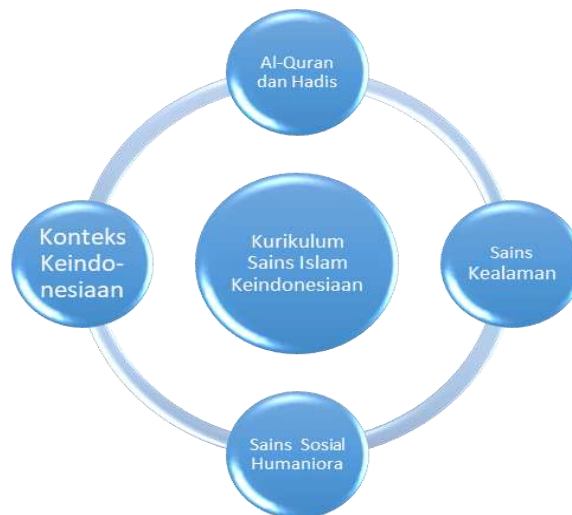 Al-Quran
dan Hadis
Konteks
Keindo-
nesiaan
Kurikulum
Sains Islam
Keindonesiaan
Sains
Kealaman
Sains Sosial
Humaniora